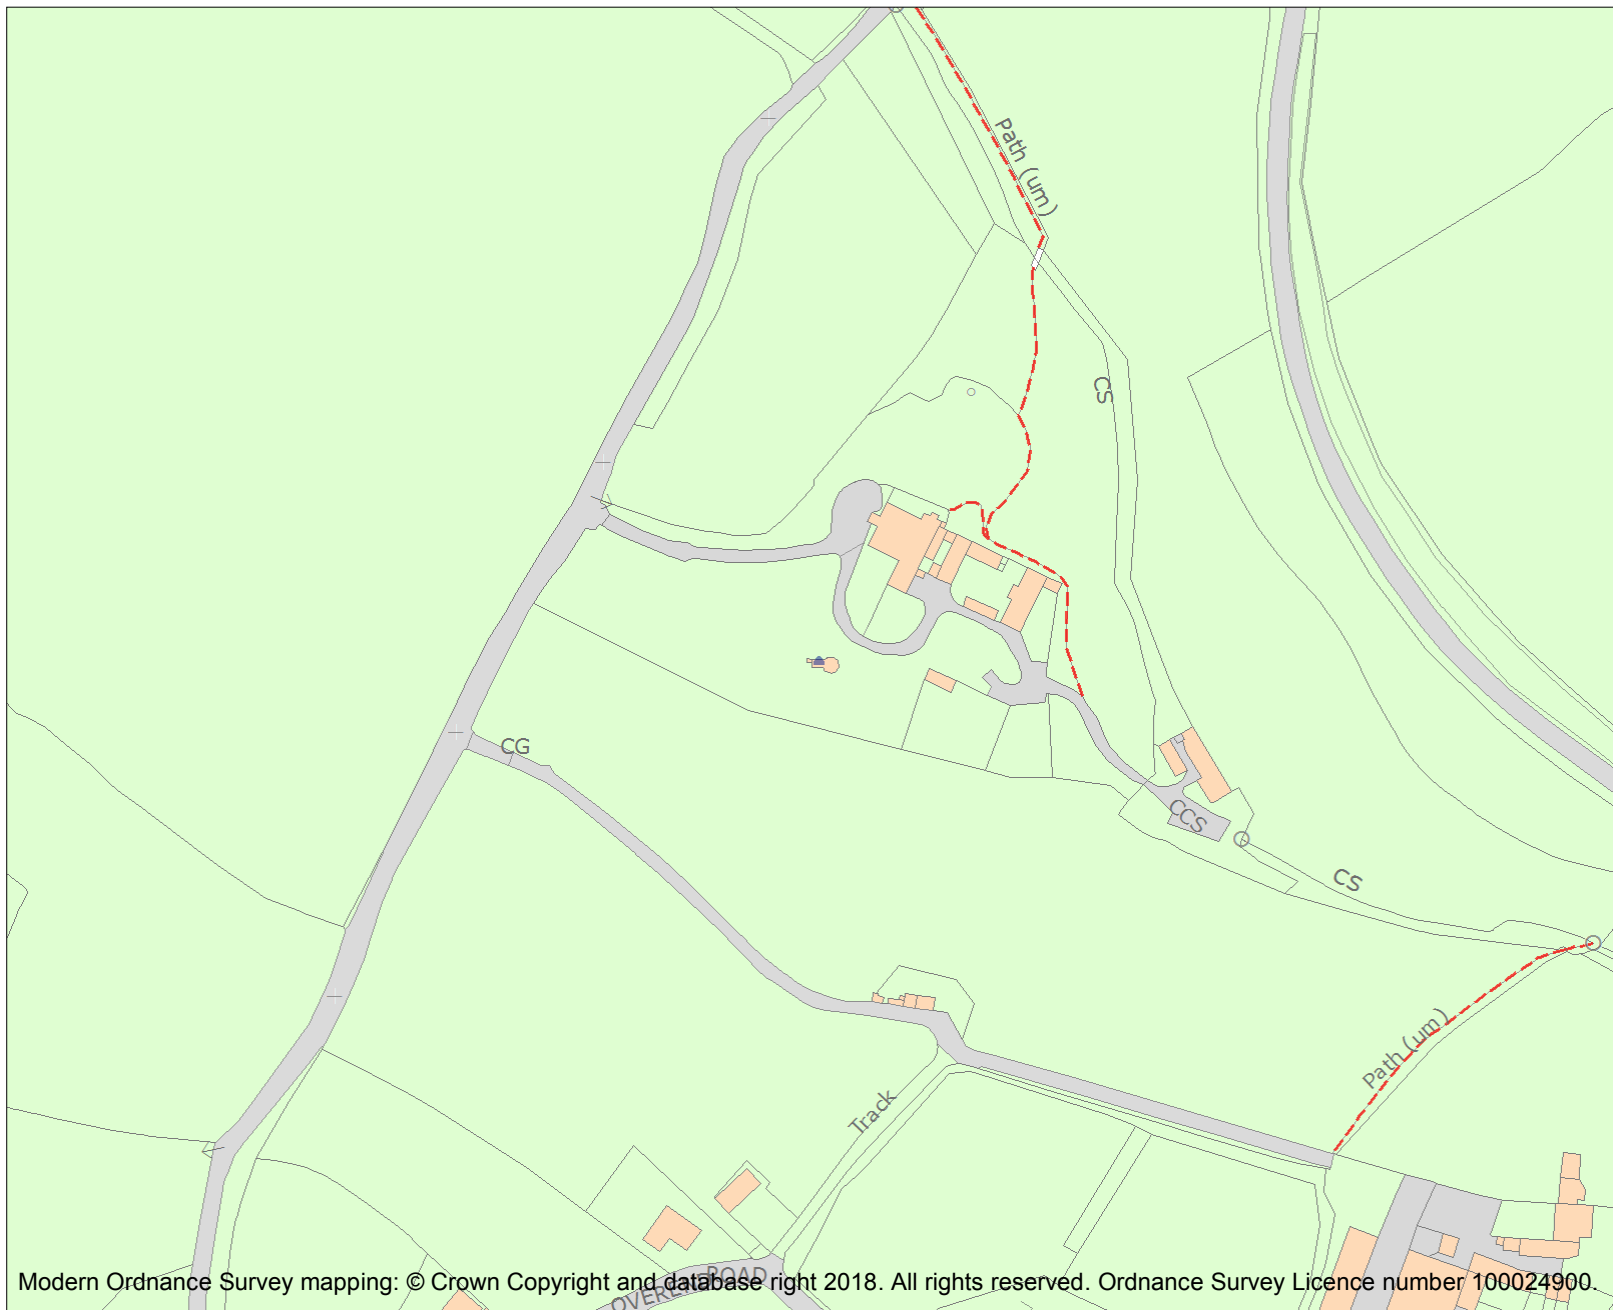 Path (um)
CS
CG
CCS
CS
Path (um)
Track
ROAD
Modern Ordnance Survey mapping: © Crown Copyright and database right 2018. All rights reserved. Ordnance Survey Licence number 100024900.